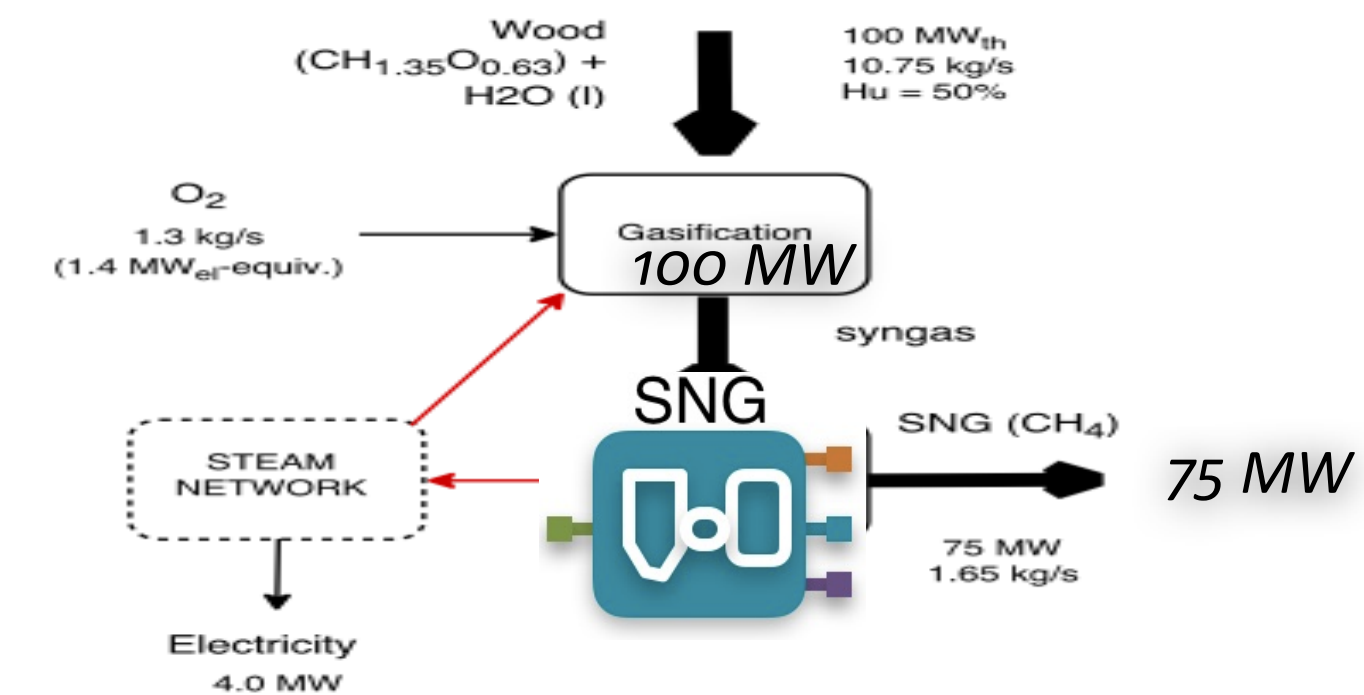 Wood
(CH₁.₃₅O₀.₆₃) +
H2O (l)
100 MWth
10.75 kg/s
Hu = 50%
O₂
1.3 kg/s
(1.4 MWel-equiv.)
Gasification
100 MW
syngas
SNG
SNG (CH₄)
75 MW
STEAM
NETWORK
75 MW
1.65 kg/s
Electricity
4.0 MW